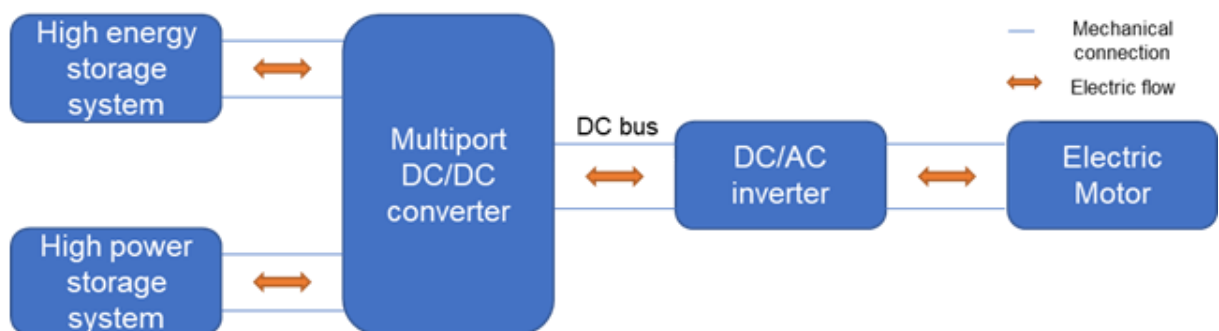 High energy
storage
system
High power
storage
system
Multiport
DC/DC
converter
DC bus
DC/AC
inverter
Electric
Motor
Mechanical
connection
Electric flow